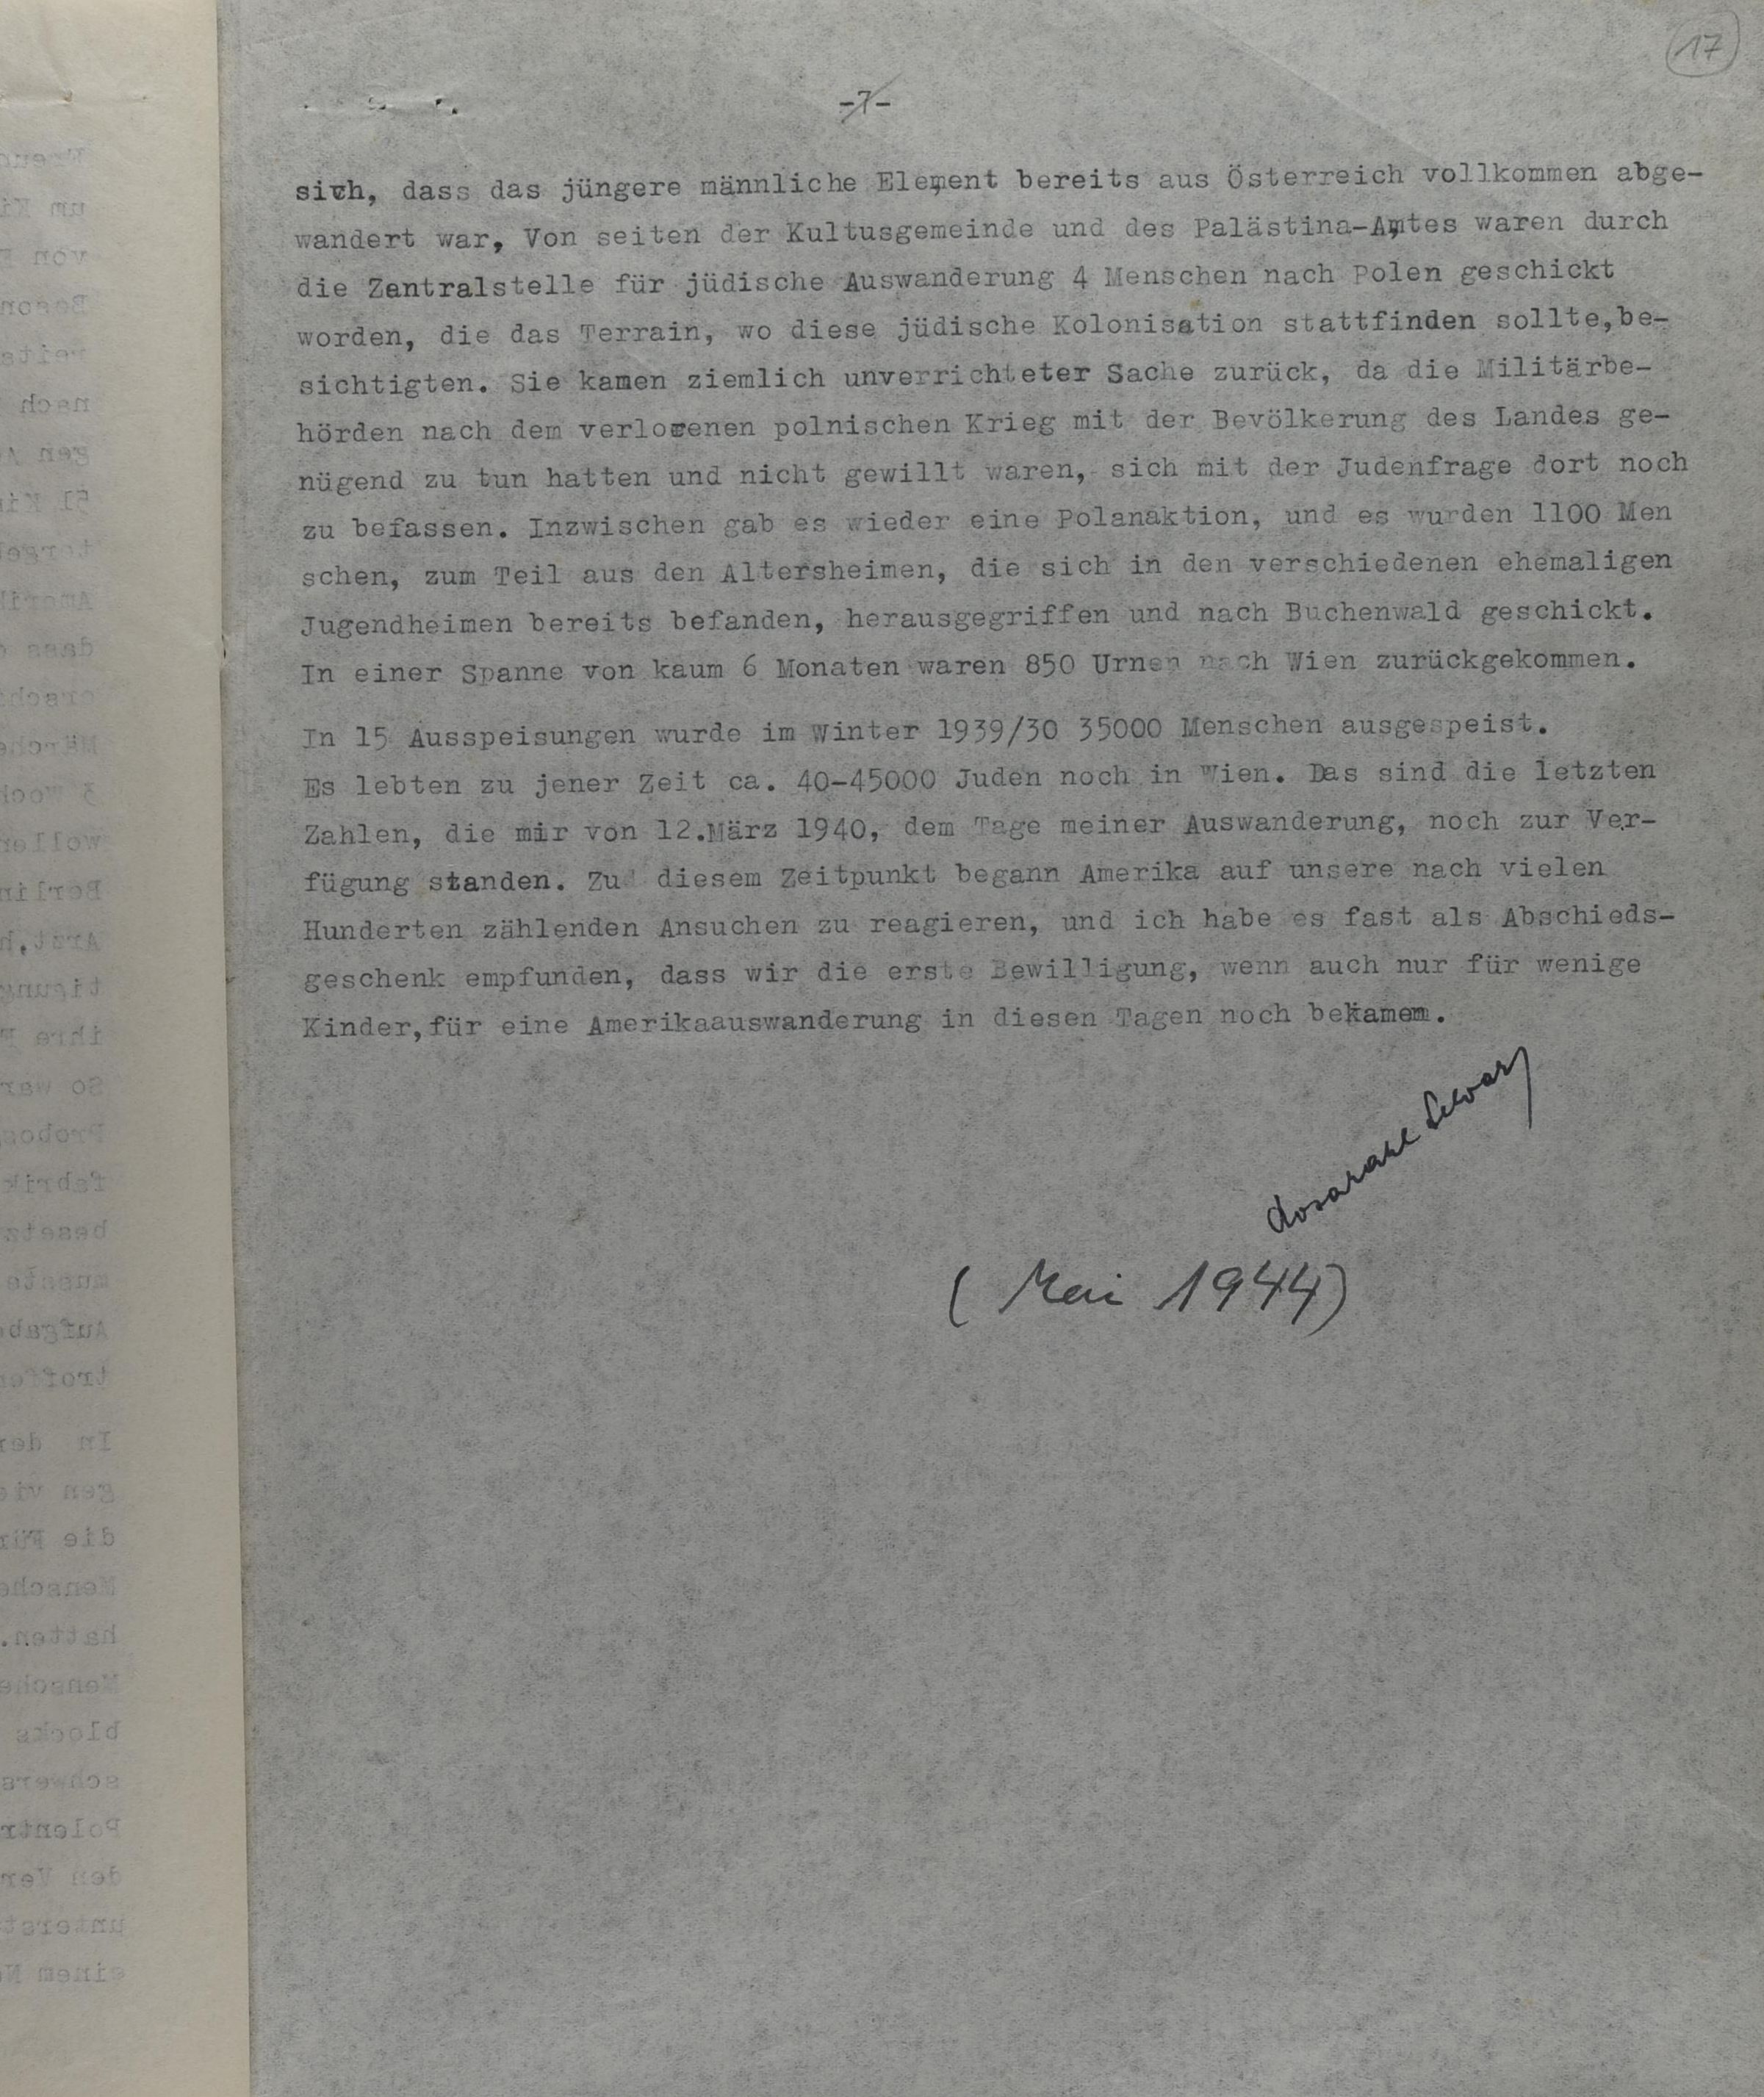 17
-7-
sich, dass das jüngere männliche Element bereits aus Österreich vollkommen abge-
wandert war, Von seiten der Kultusgemeinde und des Palästina-Amtes waren durch
die Zentralstelle für jüdische Auswanderung 4 Menschen nach Polen geschickt
worden, die das Terrain, wo diese jüdische Kolonisation stattfinden sollte,be-
sichtigten. Sie kamen ziemlich unverrichteter Sache zurück, da die Militärbe-
hörden nach dem verlorenen polnischen Krieg mit der Bevölkerung des Landes ge-
nügend zu tun hatten und nicht gewillt waren, sich mit der Judenfrage dort noch
zu befassen. Inzwischen gab es wieder eine Polanaktion, und es wurden 1100 Men
schen, zum Teil aus den Altersheimen, die sich in den verschiedenen ehemaligen
Jugendheimen bereits befanden, herausgegriffen und nach Buchenwald geschickt.
In einer Spanne von kaum 6 Monaten waren 850 Urnen nach Wien zurückgekommen.
In 15 Ausspeisungen wurde im Winter 1939/30 35000 Menschen ausgespeist.
Es lebten zu jener Zeit ca. 40-45000 Juden noch in Wien. Das sind die letzten
Zahlen, die mir von 12.März 1940, dem Tage meiner Auswanderung, noch zur Ver-
fügung standen. Zu diesem Zeitpunkt begann Amerika auf unsere nach vielen
Hunderten zählenden Ansuchen zu reagieren, und ich habe es fast als Abschieds-
geschenk empfunden, dass wir die erste Bewilligung, wenn auch nur für wenige
Kinder,für eine Amerikaauswanderung in diesen Tagen noch bekamen.
(Mai 1944)